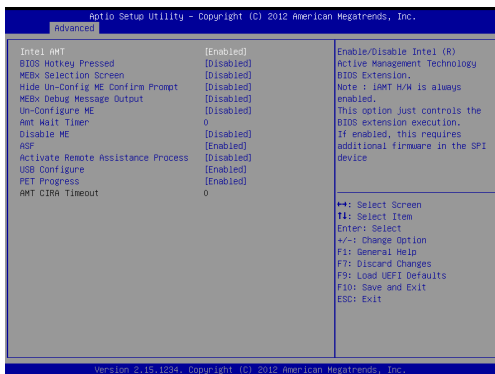 Aptio Setup Utility – Copyright (C) 2012 American Megatrends, Inc.
Advanced
Intel AMT [Enabled]
BIOS Hotkey Pressed [Disabled]
MEBx Selection Screen [Disabled]
Hide Un-Config ME Confirm Prompt [Disabled]
MEBx Debug Message Output [Disabled]
Un-Configure ME [Disabled]
Amt Wait Timer 0
Disable ME [Disabled]
ASF [Enabled]
Activate Remote Assistance Process [Disabled]
USB Configure [Enabled]
PET Progress [Enabled]
AMT CIRA Timeout 0
Enable/Disable Intel (R)
Active Management Technology
BIOS Extension.
Note : iAMT H/W is always
enabled.
This option just controls the
BIOS extension execution.
If enabled, this requires
additional firmware in the SPI
device
↔: Select Screen
↑↓: Select Item
Enter: Select
+/-: Change Option
F1: General Help
F7: Discard Changes
F9: Load UEFI Defaults
F10: Save and Exit
ESC: Exit
Version 2.15.1234. Copyright (C) 2012 American Megatrends, Inc.